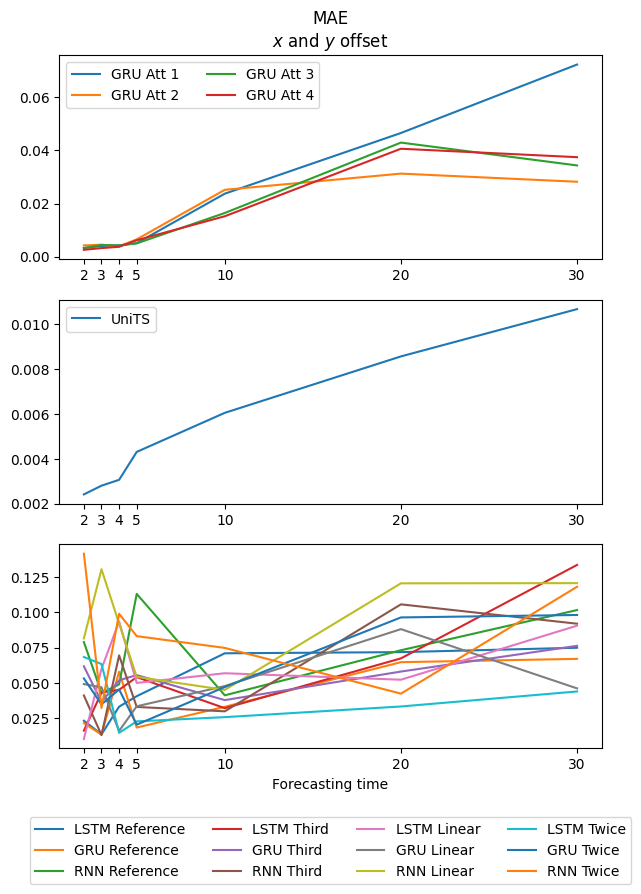 MAE
x and y offset
GRU Att 1 GRU Att 3
GRU Att 2 GRU Att 4
0.06
0.04
0.02
0.00
2 3 4 5 10 20 30
UniTS
0.010
0.008
0.006
0.004
0.002
2 3 4 5 10 20 30
0.125
0.100
0.075
0.050
0.025
2 3 4 5 10 20 30
Forecasting time
LSTM Reference LSTM Third LSTM Linear LSTM Twice
GRU Reference GRU Third GRU Linear GRU Twice
RNN Reference RNN Third RNN Linear RNN Twice